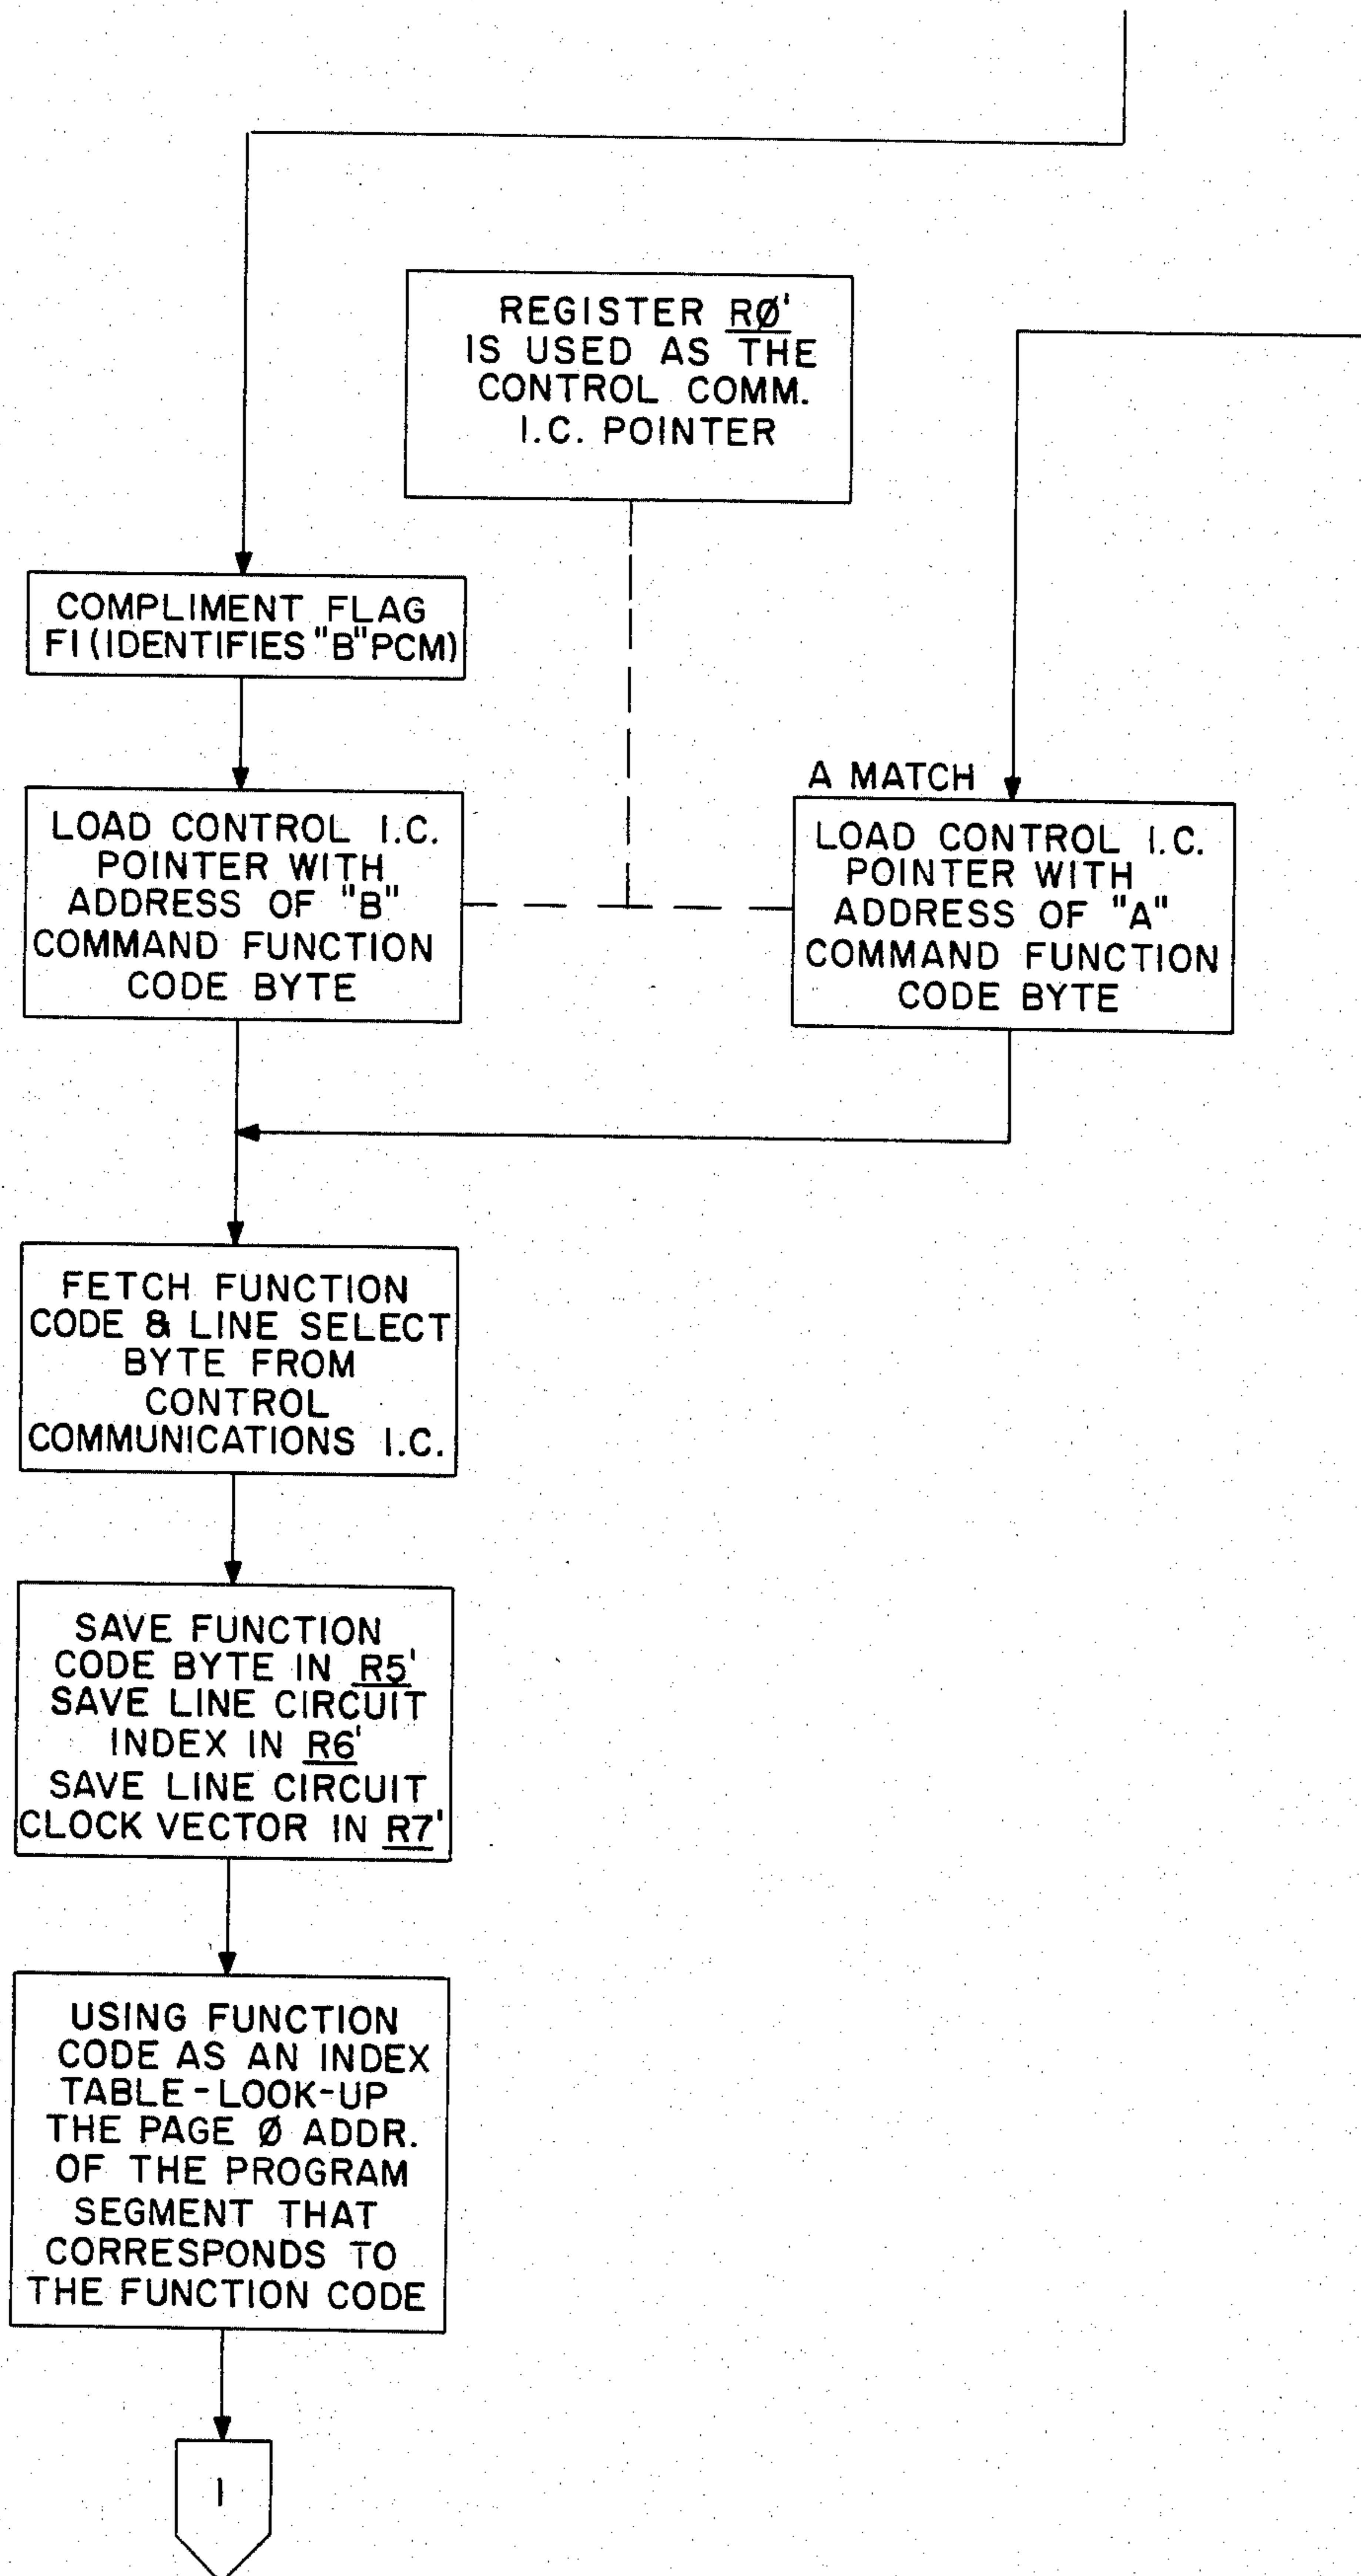 REGISTER RØ'
IS USED AS THE
CONTROL COMM.
I.C. POINTER
COMPLIMENT FLAG
F1 (IDENTIFIES "B" PCM)
LOAD CONTROL I.C.
POINTER WITH
ADDRESS OF "B"
COMMAND FUNCTION
CODE BYTE
A MATCH
LOAD CONTROL I.C.
POINTER WITH
ADDRESS OF "A"
COMMAND FUNCTION
CODE BYTE
FETCH FUNCTION
CODE & LINE SELECT
BYTE FROM
CONTROL
COMMUNICATIONS I.C.
SAVE FUNCTION
CODE BYTE IN R5'
SAVE LINE CIRCUIT
INDEX IN R6'
SAVE LINE CIRCUIT
CLOCK VECTOR IN R7'
USING FUNCTION
CODE AS AN INDEX
TABLE-LOOK-UP
THE PAGE Ø ADDR.
OF THE PROGRAM
SEGMENT THAT
CORRESPONDS TO
THE FUNCTION CODE
1